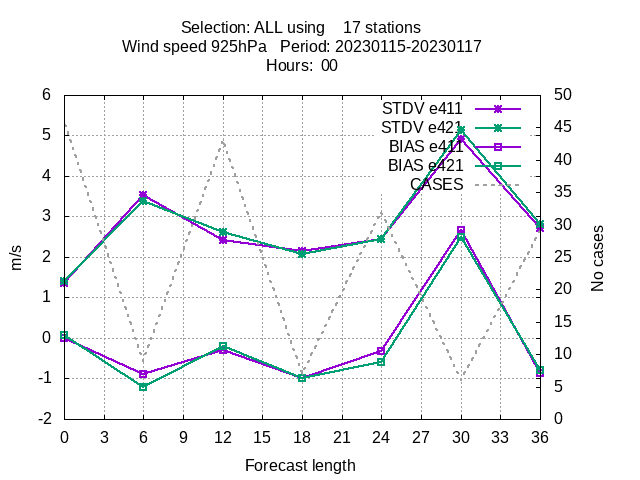 Selection: ALL using    17 stations
Wind speed 925hPa   Period: 20230115-20230117
Hours:  00
STDV e411
STDV e421
BIAS e411
BIAS e421
CASES
6
5
4
3
2
1
0
-1
-2
50
45
40
35
30
25
20
15
10
5
0
m/s
No cases
0 3 6 9 12 15 18 21 24 27 30 33 36
Forecast length